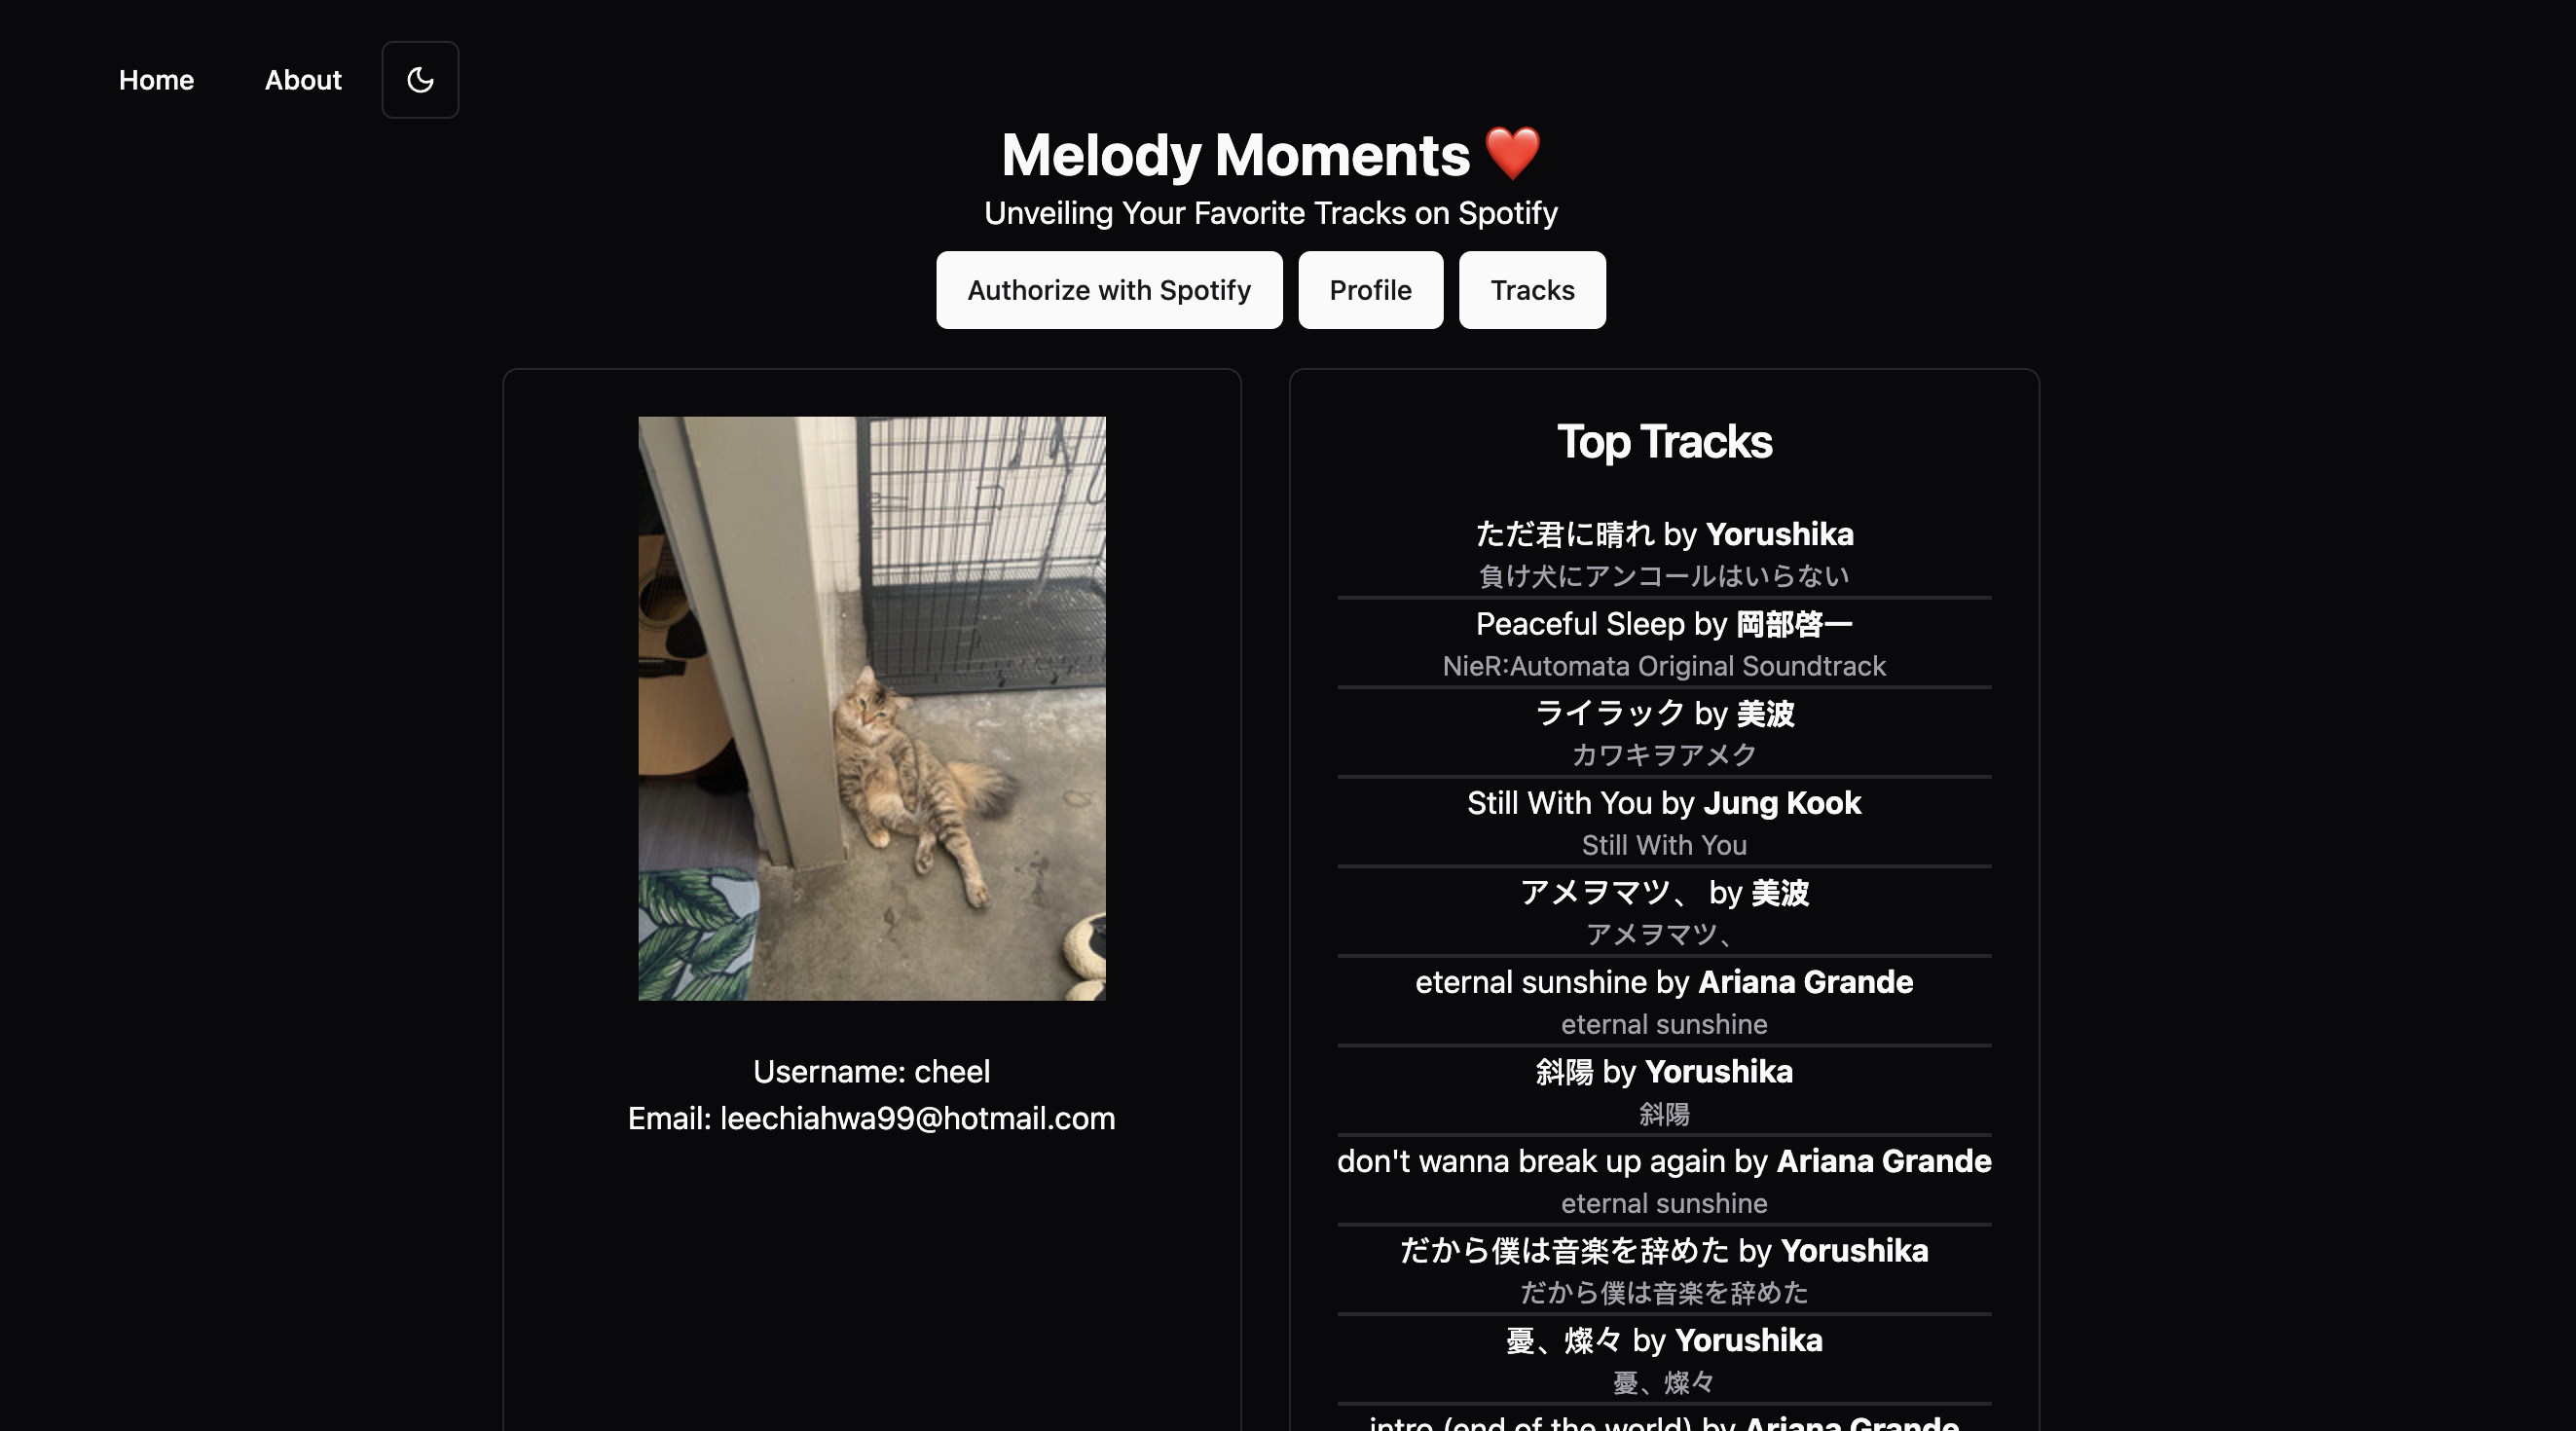 Home About
Melody Moments ❤️
Unveiling Your Favorite Tracks on Spotify
Authorize with Spotify Profile Tracks
Username: cheel
Email: leechiahwa99@hotmail.com
Top Tracks
ただ君に晴れ by Yorushika
負け犬にアンコールはいらない
Peaceful Sleep by 岡部啓一
NieR:Automata Original Soundtrack
ライラック by 美波
カワキヲアメク
Still With You by Jung Kook
Still With You
アメヲマツ、 by 美波
アメヲマツ、
eternal sunshine by Ariana Grande
eternal sunshine
斜陽 by Yorushika
斜陽
don't wanna break up again by Ariana Grande
eternal sunshine
だから僕は音楽を辞めた by Yorushika
だから僕は音楽を辞めた
憂、燦々 by Yorushika
憂、燦々
intro (end of the world) by Ariana Grande